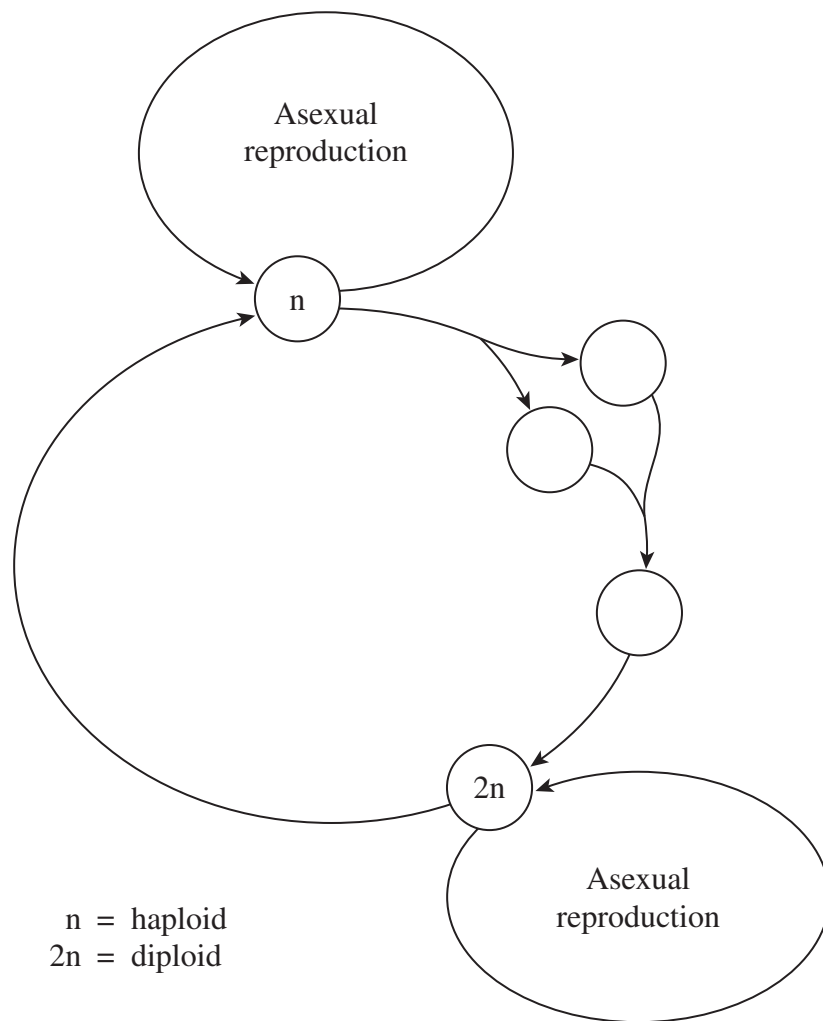 Asexual
reproduction
n
2n
Asexual
reproduction
n = haploid
2n = diploid